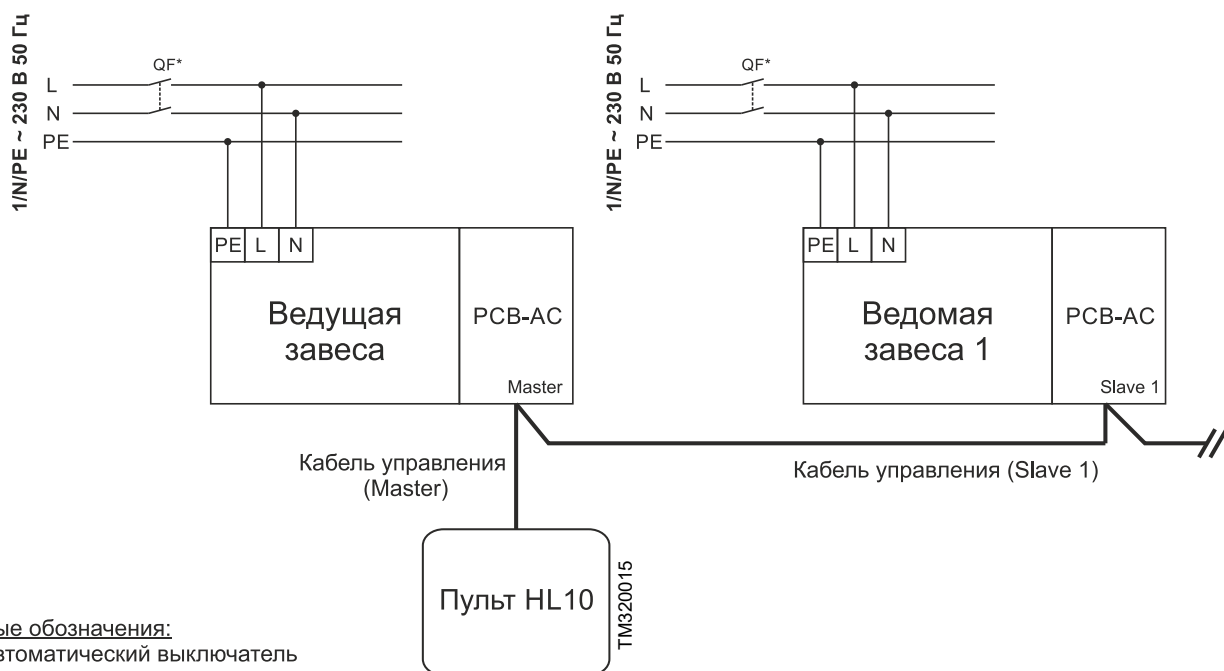 1/N/PE ~ 230 В 50 Гц
QF*
L
N
PE
PE L N
Ведущая
завеса
PCB-AC
Master
1/N/PE ~ 230 В 50 Гц
QF*
L
N
PE
PE L N
Ведомая
завеса 1
PCB-AC
Slave 1
Кабель управления
(Master)
Кабель управления (Slave 1)
Пульт HL10
TM320015
ые обозначения:
втоматический выключатель